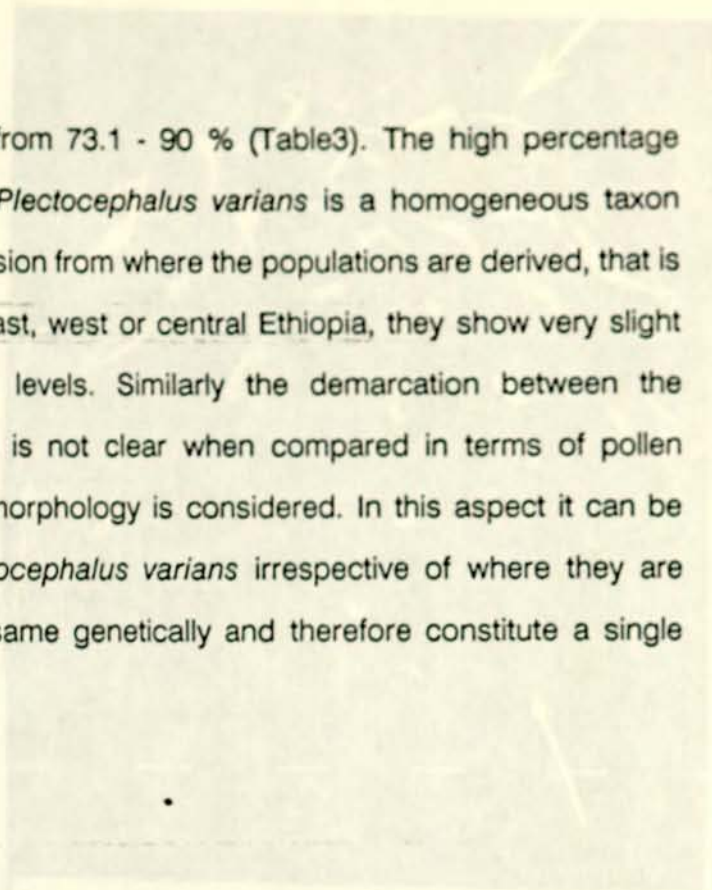 from 73.1 - 90 % (Table3). The high percentage
Plectocephalus varians is a homogeneous taxon
sion from where the populations are derived, that is
ast, west or central Ethiopia, they show very slight
levels. Similarly the demarcation between the
is not clear when compared in terms of pollen
morphology is considered. In this aspect it can be
ocephalus varians irrespective of where they are
same genetically and therefore constitute a single